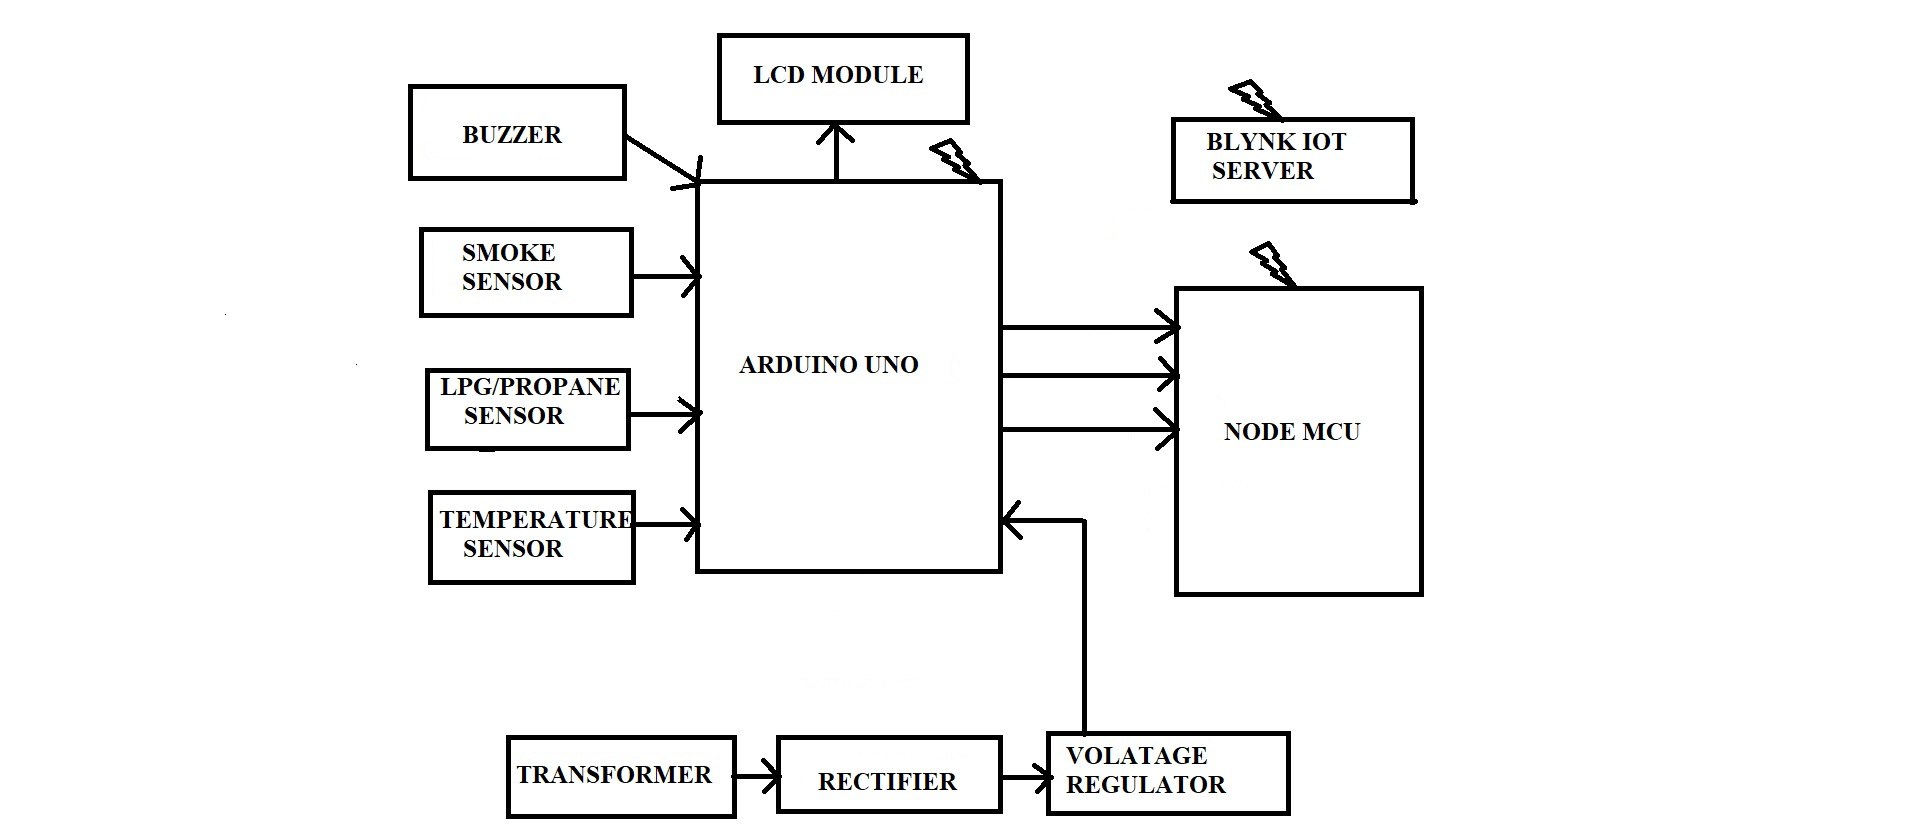 LCD MODULE
BUZZER
BLYNK IOT
SERVER
SMOKE
SENSOR
ARDUINO UNO
LPG/PROPANE
SENSOR
NODE MCU
TEMPERATURE
SENSOR
TRANSFORMER
RECTIFIER
VOLATAGE
REGULATOR